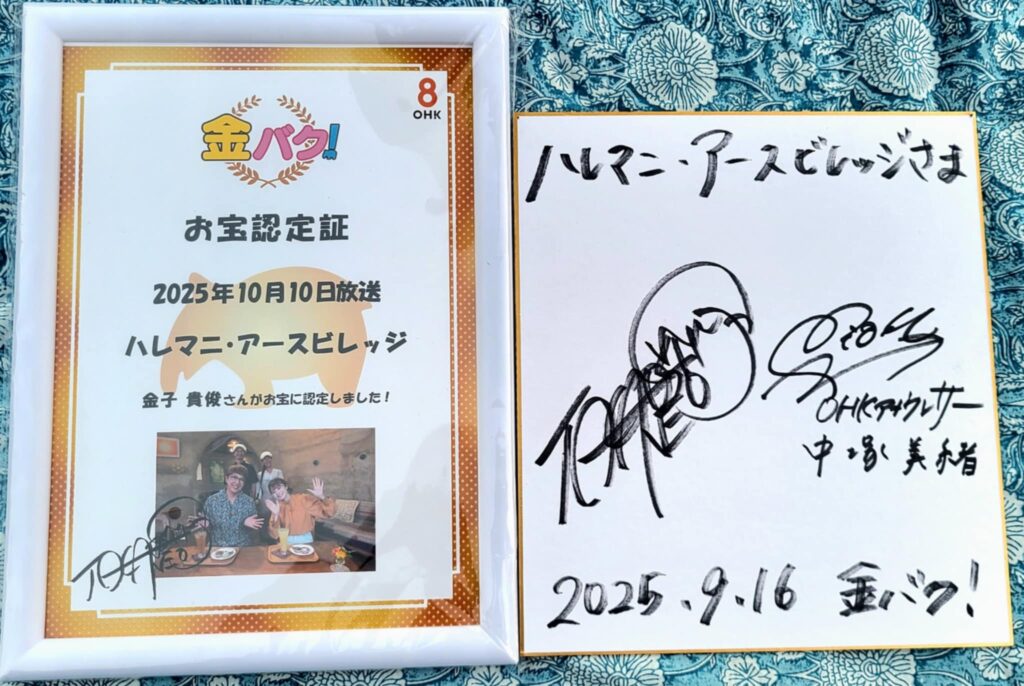 8
OHK
金バク!
お宝認定証
2025年10月10日放送
ハレマニ・アースビレッジ
金子 貴俊さんがお宝に認定しました!
ハレマニ・アースビレッジさま
OHKアナウンサー
中塚 美緒
2025.9.16 金バク!